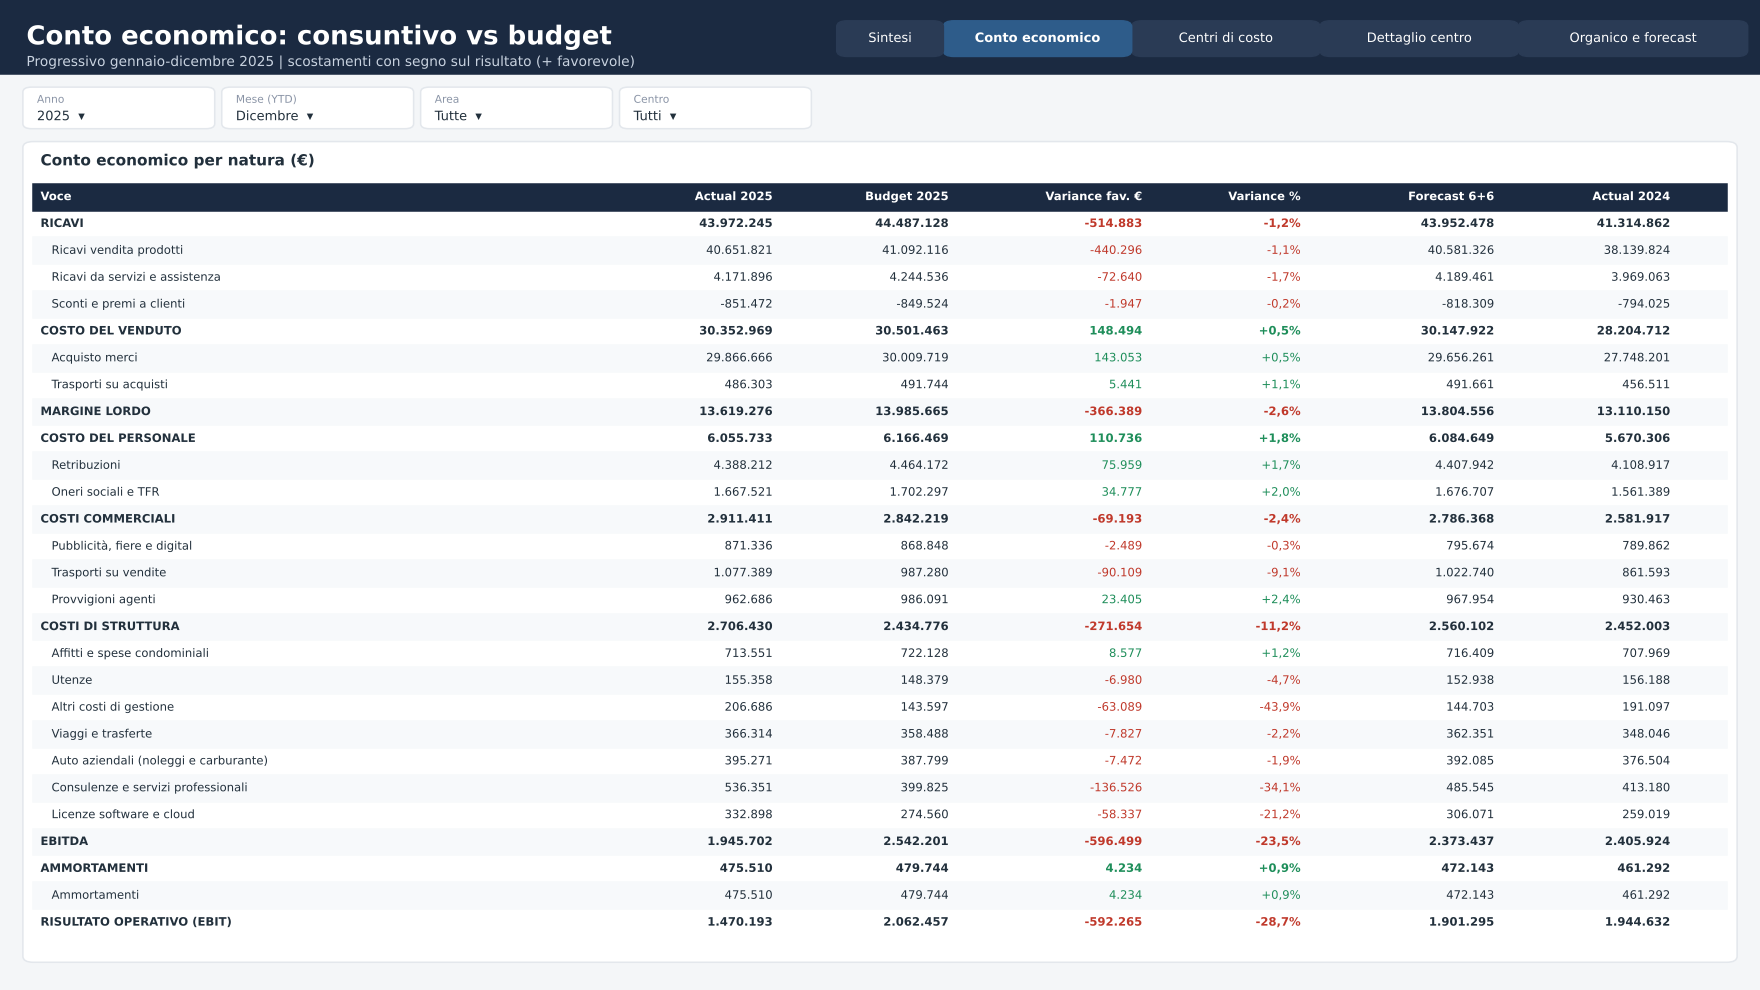 Conto economico: consuntivo vs budget
Progressivo gennaio-dicembre 2025 | scostamenti con segno sul risultato (+ favorevole)
Sintesi Conto economico Centri di costo Dettaglio centro Organico e forecast
Anno Mese (YTD) Area Centro
2025 ▼ Dicembre ▼ Tutte ▼ Tutti ▼
Conto economico per natura (€)
Voce Actual 2025 Budget 2025 Variance fav. € Variance % Forecast 6+6 Actual 2024
RICAVI 43.972.245 44.487.128 -514.883 -1,2% 43.952.478 41.314.862
Ricavi vendita prodotti 40.651.821 41.092.116 -440.296 -1,1% 40.581.326 38.139.824
Ricavi da servizi e assistenza 4.171.896 4.244.536 -72.640 -1,7% 4.189.461 3.969.063
Sconti e premi a clienti -851.472 -849.524 -1.947 -0,2% -818.309 -794.025
COSTO DEL VENDUTO 30.352.969 30.501.463 148.494 +0,5% 30.147.922 28.204.712
Acquisto merci 29.866.666 30.009.719 143.053 +0,5% 29.656.261 27.748.201
Trasporti su acquisti 486.303 491.744 5.441 +1,1% 491.661 456.511
MARGINE LORDO 13.619.276 13.985.665 -366.389 -2,6% 13.804.556 13.110.150
COSTO DEL PERSONALE 6.055.733 6.166.469 110.736 +1,8% 6.084.649 5.670.306
Retribuzioni 4.388.212 4.464.172 75.959 +1,7% 4.407.942 4.108.917
Oneri sociali e TFR 1.667.521 1.702.297 34.777 +2,0% 1.676.707 1.561.389
COSTI COMMERCIALI 2.911.411 2.842.219 -69.193 -2,4% 2.786.368 2.581.917
Pubblicità, fiere e digital 871.336 868.848 -2.489 -0,3% 795.674 789.862
Trasporti su vendite 1.077.389 987.280 -90.109 -9,1% 1.022.740 861.593
Provvigioni agenti 962.686 986.091 23.405 +2,4% 967.954 930.463
COSTI DI STRUTTURA 2.706.430 2.434.776 -271.654 -11,2% 2.560.102 2.452.003
Affitti e spese condominiali 713.551 722.128 8.577 +1,2% 716.409 707.969
Utenze 155.358 148.379 -6.980 -4,7% 152.938 156.188
Altri costi di gestione 206.686 143.597 -63.089 -43,9% 144.703 191.097
Viaggi e trasferte 366.314 358.488 -7.827 -2,2% 362.351 348.046
Auto aziendali (noleggi e carburante) 395.271 387.799 -7.472 -1,9% 392.085 376.504
Consulenze e servizi professionali 536.351 399.825 -136.526 -34,1% 485.545 413.180
Licenze software e cloud 332.898 274.560 -58.337 -21,2% 306.071 259.019
EBITDA 1.945.702 2.542.201 -596.499 -23,5% 2.373.437 2.405.924
AMMORTAMENTI 475.510 479.744 4.234 +0,9% 472.143 461.292
Ammortamenti 475.510 479.744 4.234 +0,9% 472.143 461.292
RISULTATO OPERATIVO (EBIT) 1.470.193 2.062.457 -592.265 -28,7% 1.901.295 1.944.632